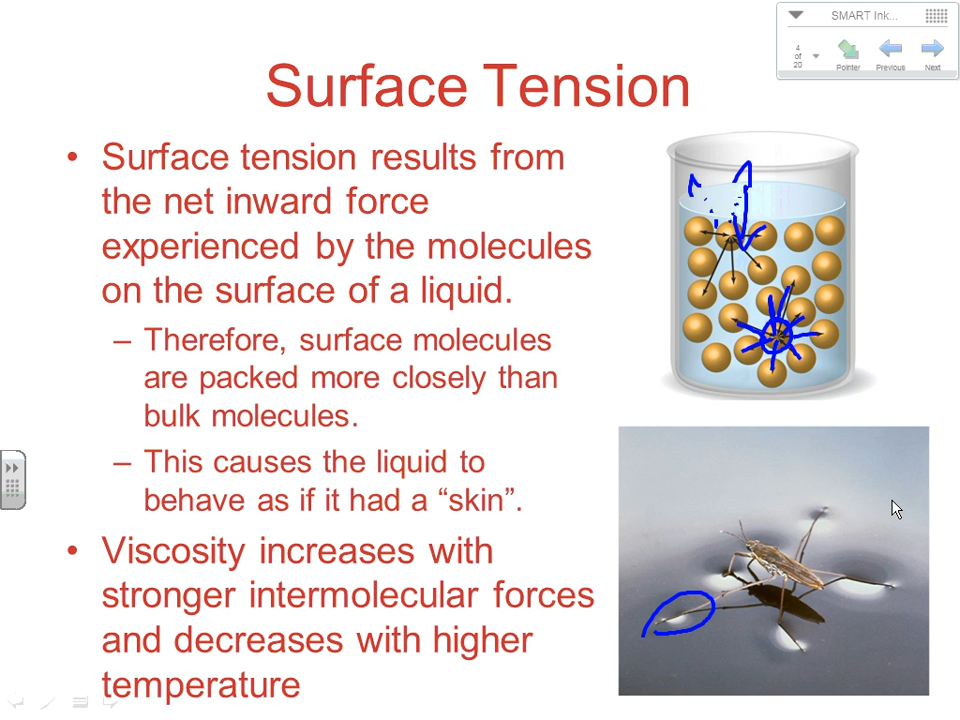 SMART Ink...
4
of
20
Pointer Previous Next
Surface Tension
• Surface tension results from
the net inward force
experienced by the molecules
on the surface of a liquid.
– Therefore, surface molecules
are packed more closely than
bulk molecules.
– This causes the liquid to
behave as if it had a “skin”.
• Viscosity increases with
stronger intermolecular forces
and decreases with higher
temperature